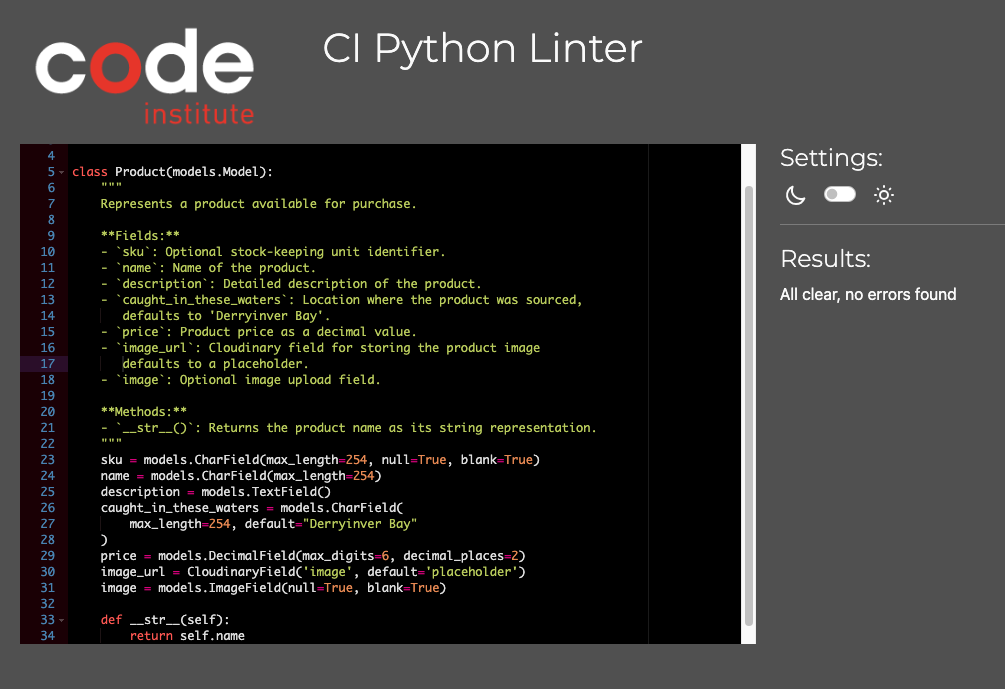 code
institute
CI Python Linter
4
5 class Product(models.Model):
6     """
7     Represents a product available for purchase.
8
9     **Fields:**
10     - `sku`: Optional stock-keeping unit identifier.
11     - `name`: Name of the product.
12     - `description`: Detailed description of the product.
13     - `caught_in_these_waters`: Location where the product was sourced,
14        defaults to 'Derryinver Bay'.
15     - `price`: Product price as a decimal value.
16     - `image_url`: Cloudinary field for storing the product image
17        defaults to a placeholder.
18     - `image`: Optional image upload field.
19
20     **Methods:**
21     - `__str__()`: Returns the product name as its string representation.
22     """
23     sku = models.CharField(max_length=254, null=True, blank=True)
24     name = models.CharField(max_length=254)
25     description = models.TextField()
26     caught_in_these_waters = models.CharField(
27         max_length=254, default="Derryinver Bay"
28     )
29     price = models.DecimalField(max_digits=6, decimal_places=2)
30     image_url = CloudinaryField('image', default='placeholder')
31     image = models.ImageField(null=True, blank=True)
32
33     def __str__(self):
34         return self.name
Settings:
Results:
All clear, no errors found